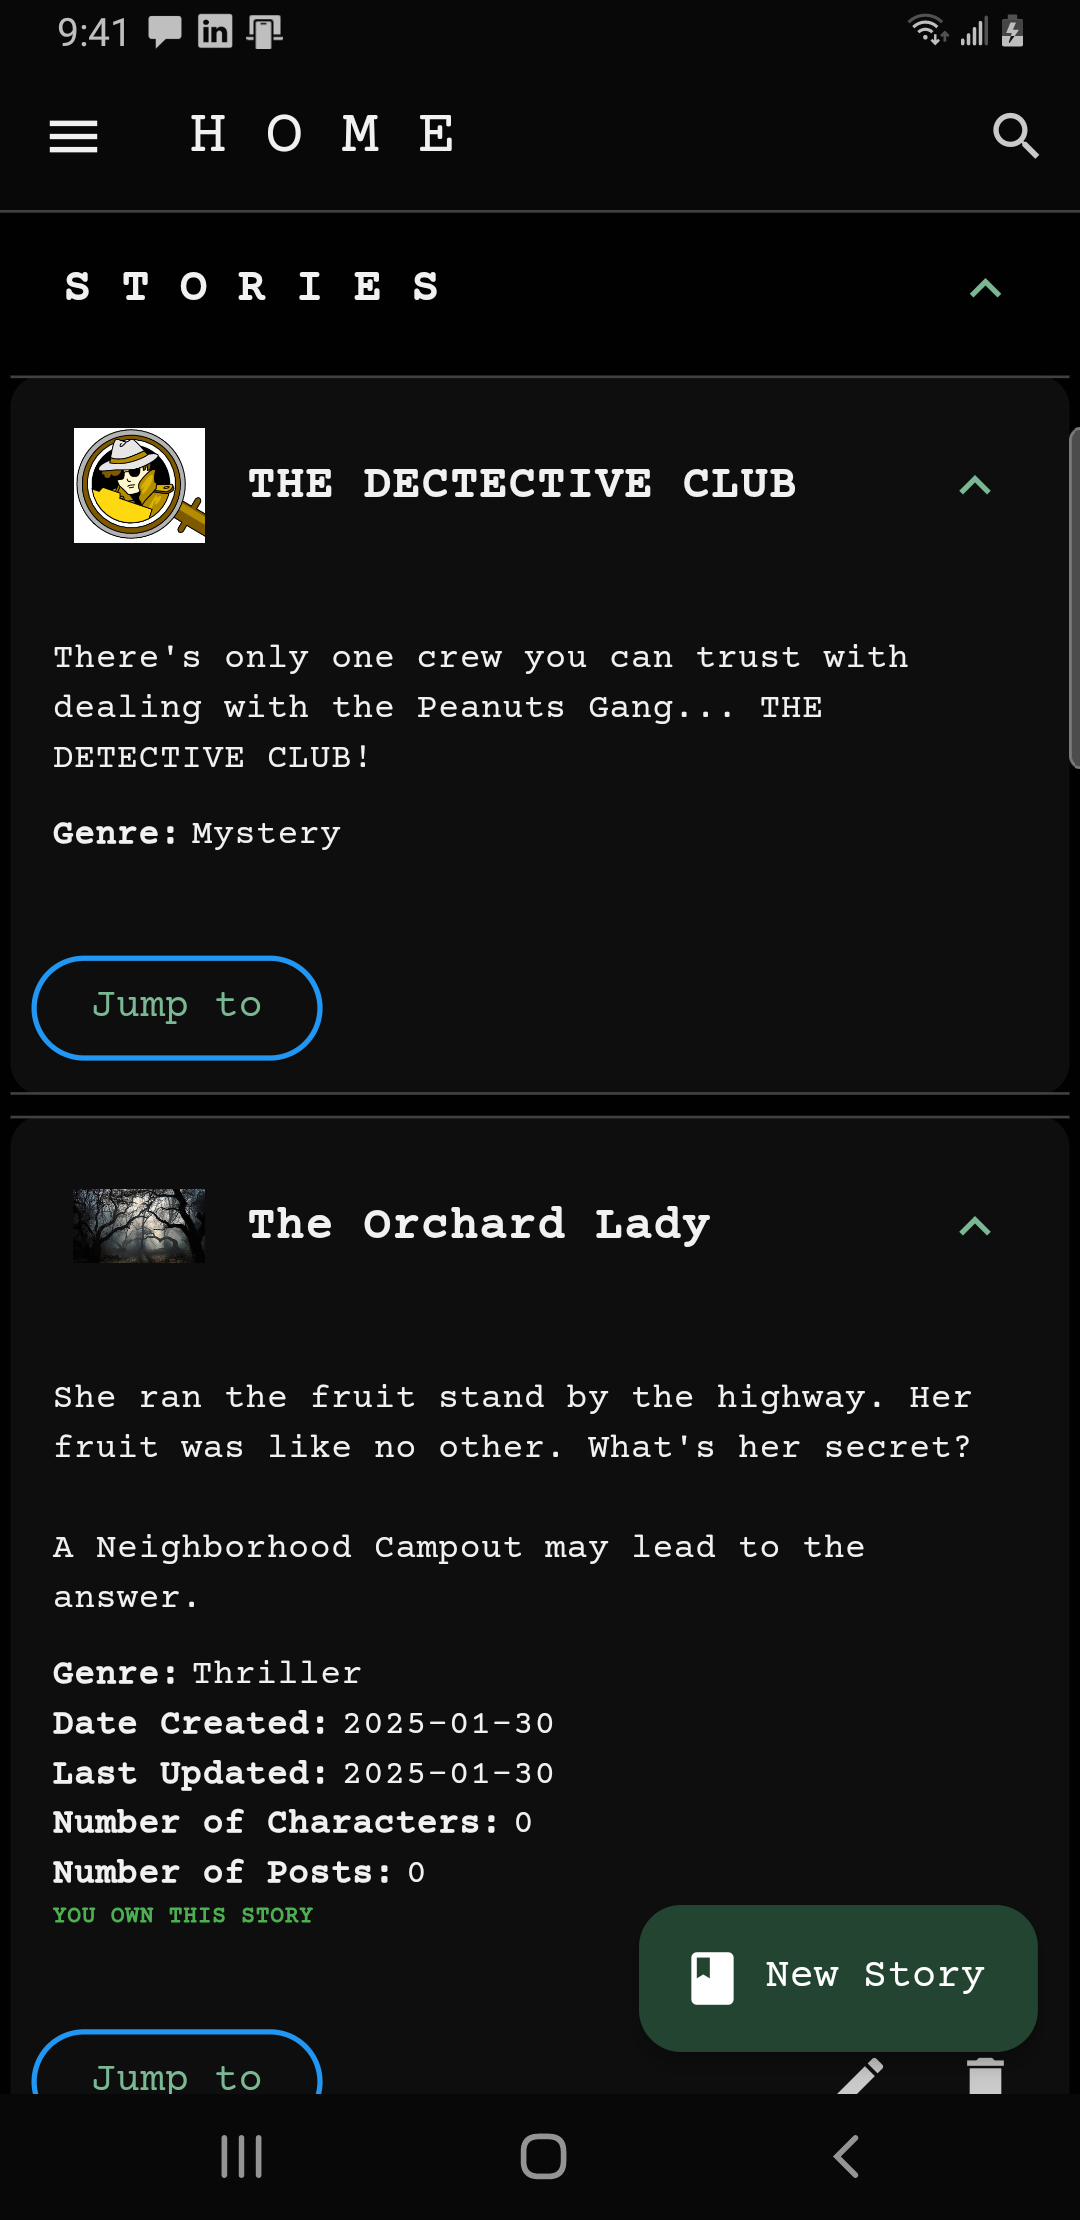 9:41
HOME
STORIES
THE DECTECTIVE CLUB
There's only one crew you can trust with
dealing with the Peanuts Gang... THE
DETECTIVE CLUB!
Genre: Mystery
Jump to
The Orchard Lady
She ran the fruit stand by the highway. Her
fruit was like no other. What's her secret?
A Neighborhood Campout may lead to the
answer.
Genre: Thriller
Date Created: 2025-01-30
Last Updated: 2025-01-30
Number of Characters: 0
Number of Posts: 0
YOU OWN THIS STORY
New Story
Jump to